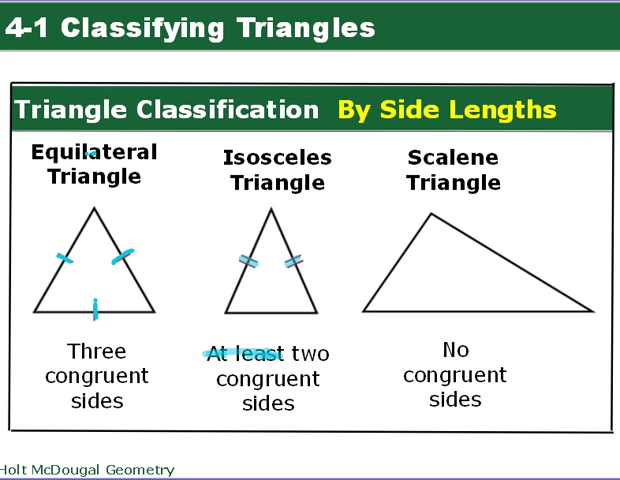 4-1 Classifying Triangles
Triangle Classification By Side Lengths
Equilateral
Triangle
Isosceles
Triangle
Scalene
Triangle
Three
congruent
sides
At least two
congruent
sides
No
congruent
sides
Holt McDougal Geometry